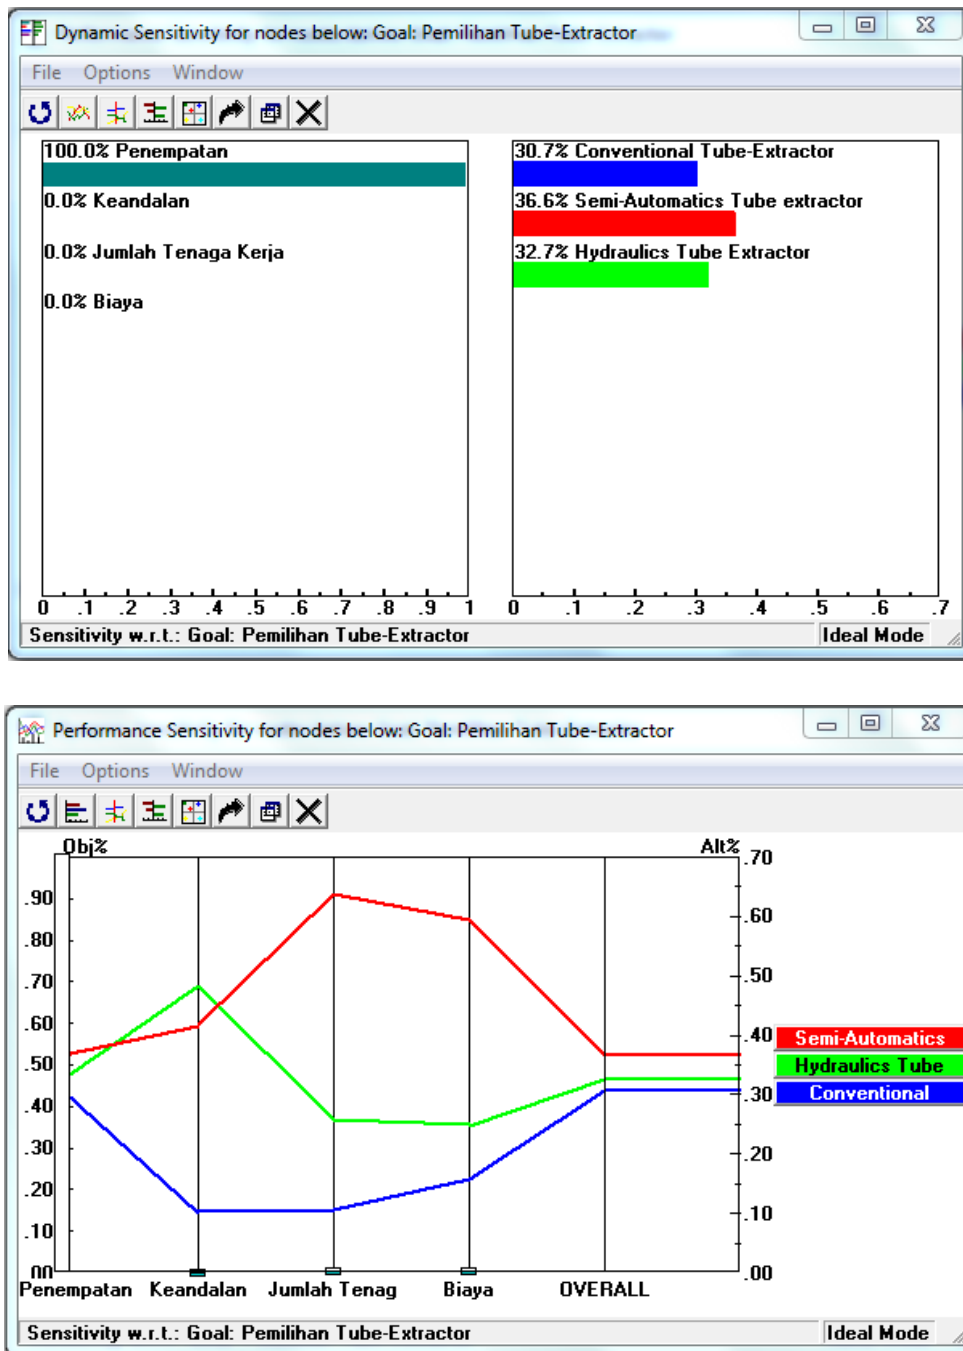 Dynamic Sensitivity for nodes below: Goal: Pemilihan Tube-Extractor
File Options Window
100.0% Penempatan
0.0% Keandalan
0.0% Jumlah Tenaga Kerja
0.0% Biaya
0 .1 .2 .3 .4 .5 .6 .7 .8 .9 1
30.7% Conventional Tube-Extractor
36.6% Semi-Automatics Tube extractor
32.7% Hydraulics Tube Extractor
0 .1 .2 .3 .4 .5 .6 .7
Sensitivity w.r.t.: Goal: Pemilihan Tube-Extractor
Ideal Mode
Performance Sensitivity for nodes below: Goal: Pemilihan Tube-Extractor
File Options Window
Obj%
.90
.80
.70
.60
.50
.40
.30
.20
.10
.00
Alt%
.70
.60
.50
.40
.30
.20
.10
.00
Semi-Automatics
Hydraulics Tube
Conventional
Penempatan Keandalan Jumlah Tenag Biaya OVERALL
Sensitivity w.r.t.: Goal: Pemilihan Tube-Extractor
Ideal Mode